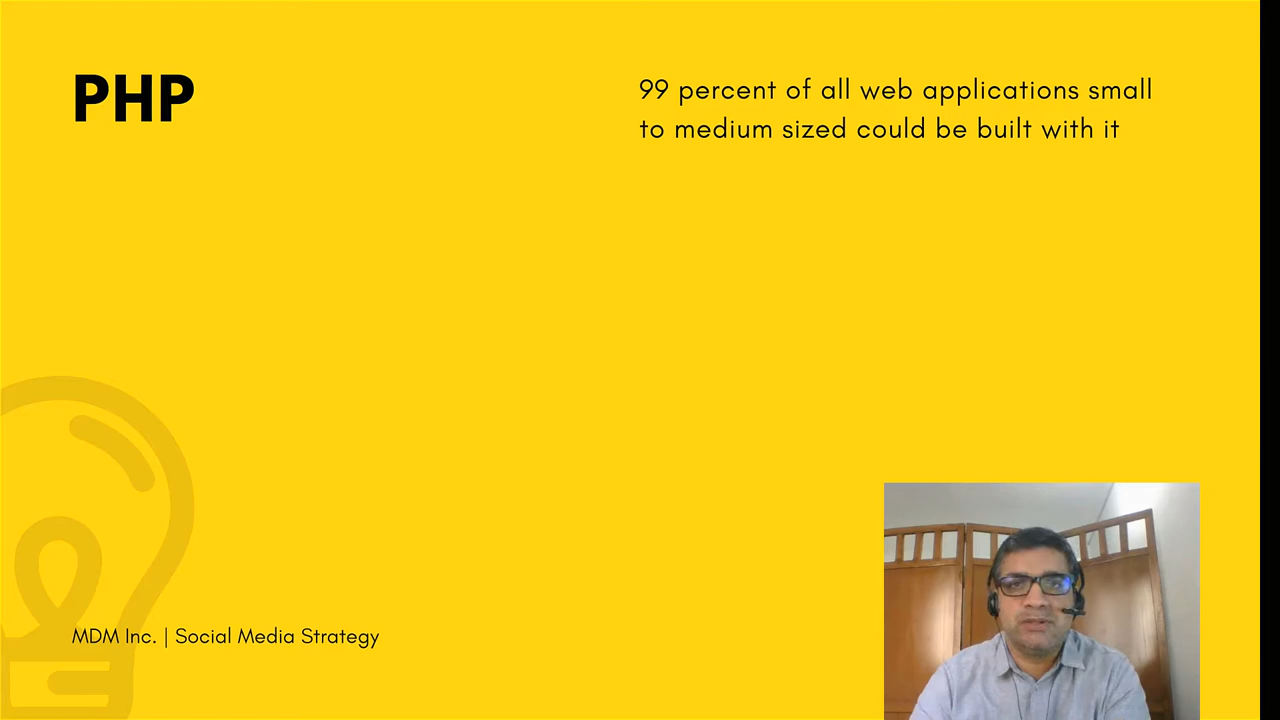 PHP
99 percent of all web applications small
to medium sized could be built with it
MDM Inc. | Social Media Strategy